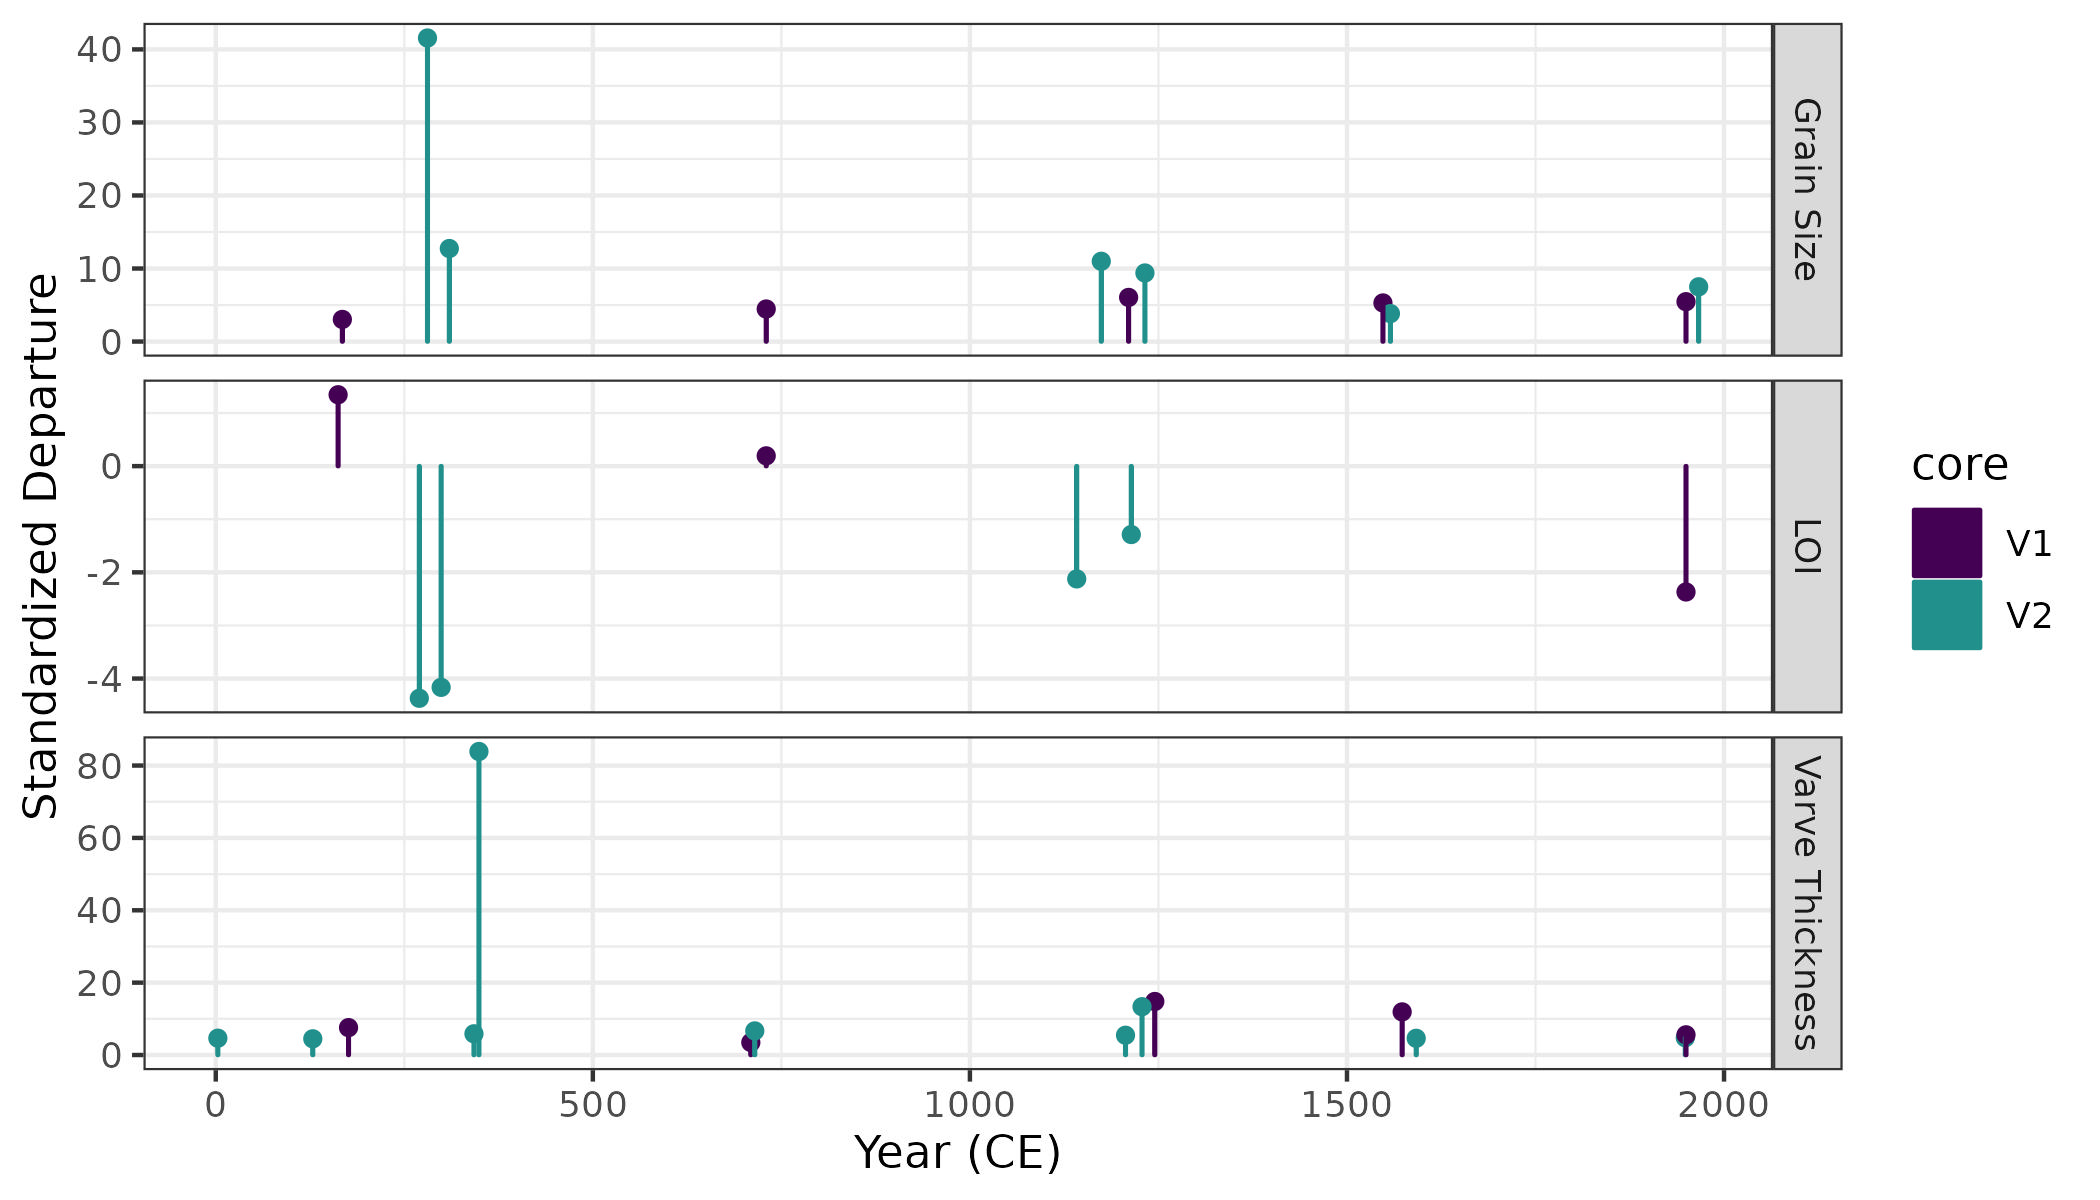 Standardized Departure
40
30
20
10
0
Grain Size
0
-2
-4
LOI
80
60
40
20
0
Varve Thickness
0 500 1000 1500 2000
Year (CE)
core
V1
V2